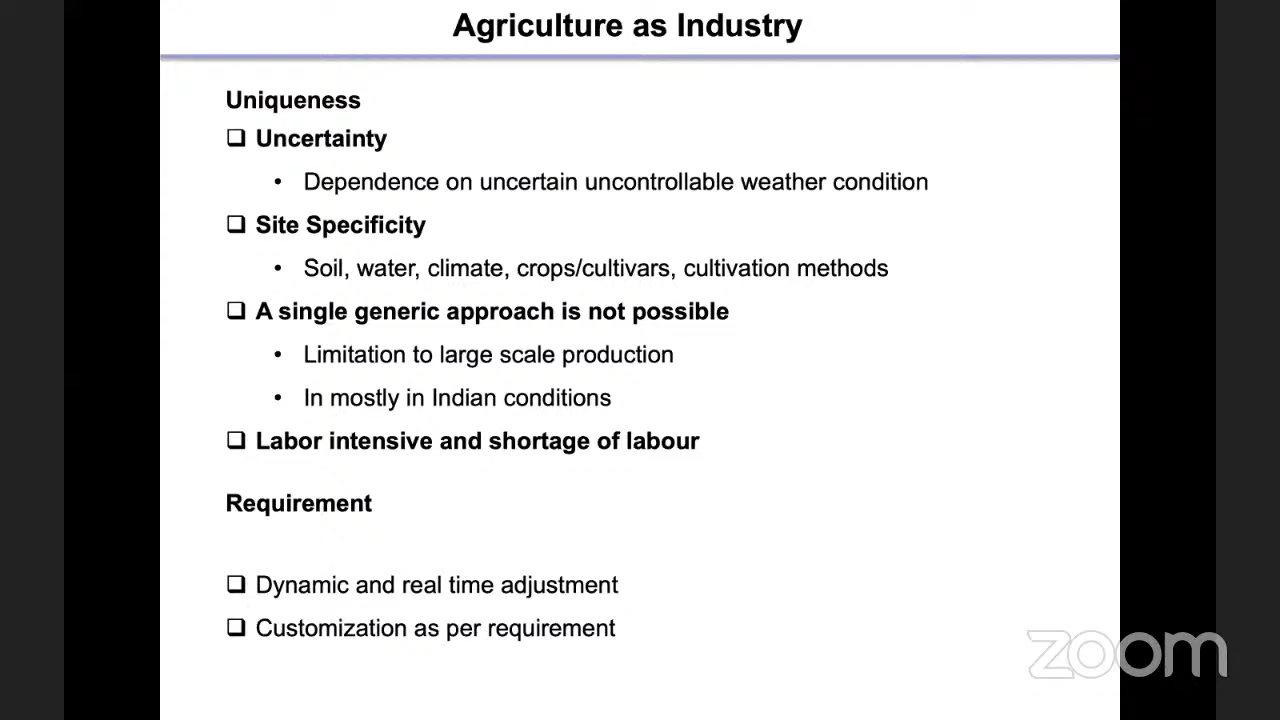 Agriculture as Industry
Uniqueness
❑ Uncertainty
• Dependence on uncertain uncontrollable weather condition
❑ Site Specificity
• Soil, water, climate, crops/cultivars, cultivation methods
❑ A single generic approach is not possible
• Limitation to large scale production
• In mostly in Indian conditions
❑ Labor intensive and shortage of labour
Requirement
❑ Dynamic and real time adjustment
❑ Customization as per requirement
zoom